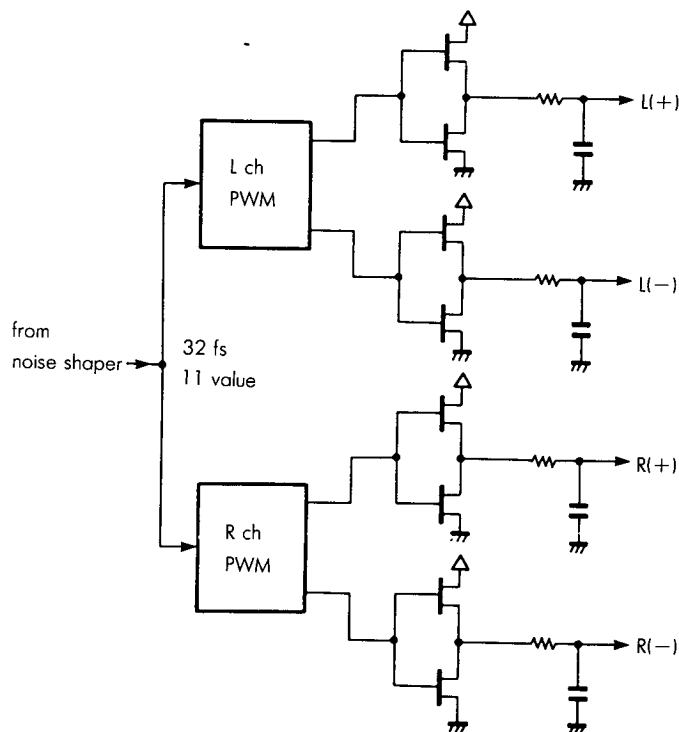 L ch
PWM
L(+)
L(—)
from
noise shaper
32 fs
11 value
R ch
PWM
R(+)
R(—)